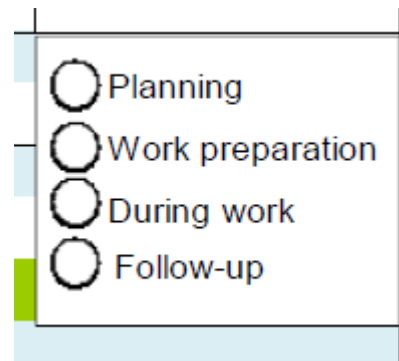 Planning
Work preparation
During work
Follow-up